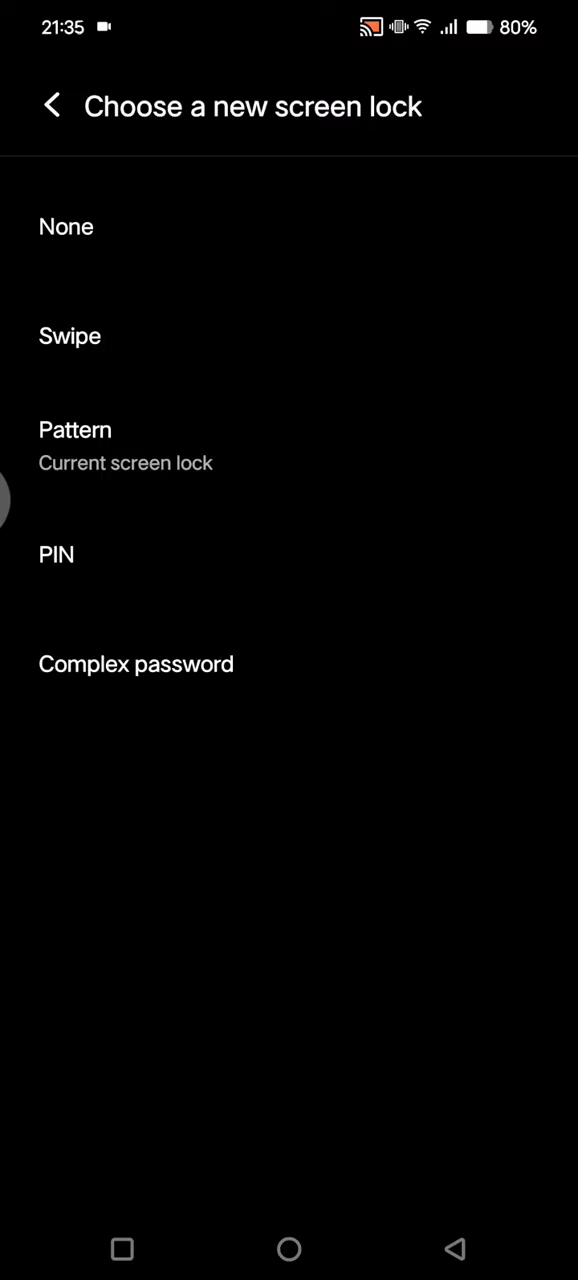 21:35
80%
Choose a new screen lock
None
Swipe
Pattern
Current screen lock
PIN
Complex password